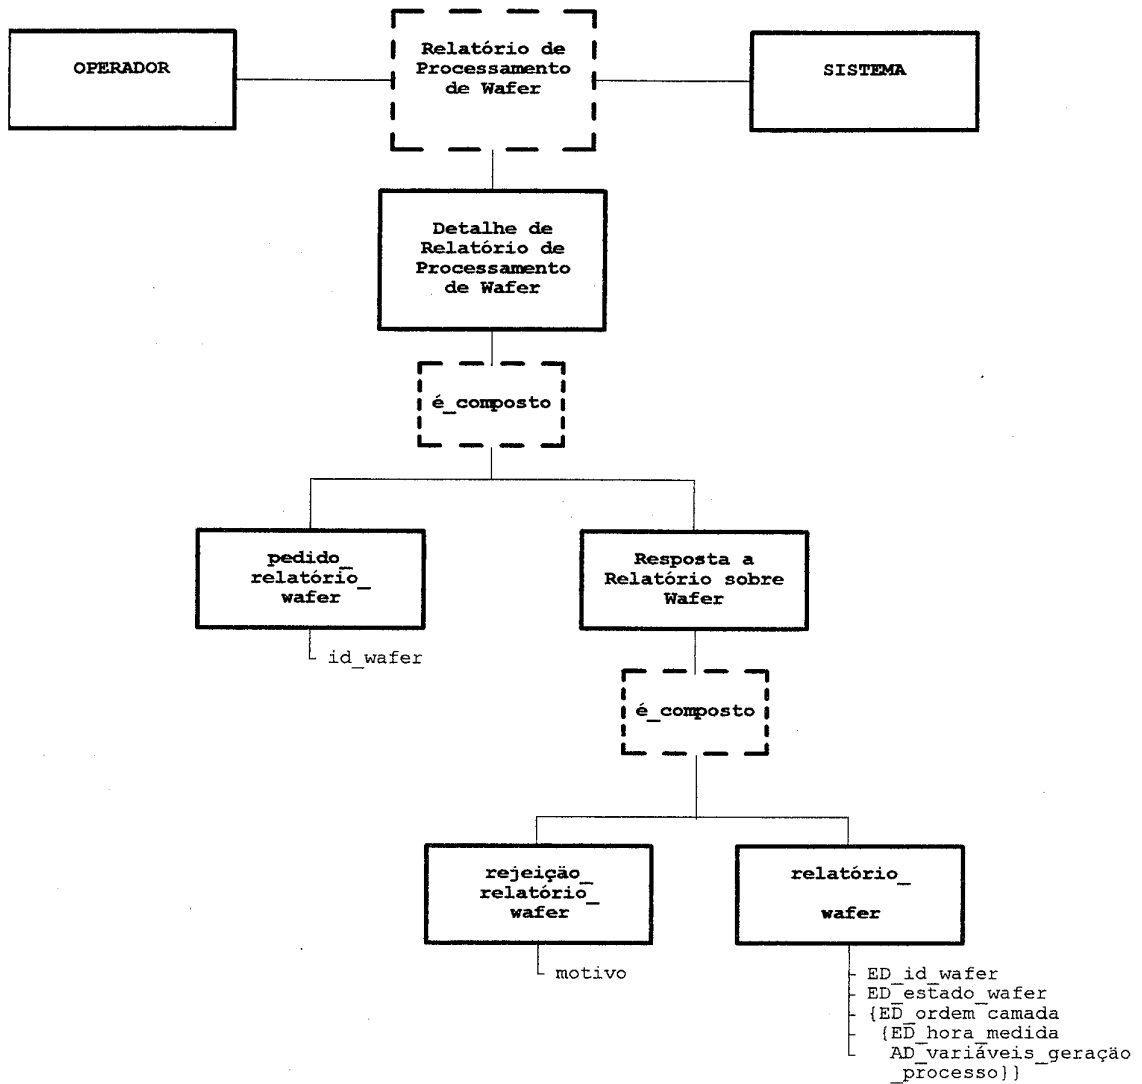 OPERADOR
Relatório de
Processamento
de Wafer
SISTEMA
Detalhe de
Relatório de
Processamento
de Wafer
é_composto
pedido_
relatório_
wafer
id_wafer
Resposta a
Relatório sobre
Wafer
é_composto
rejeição_
relatório_
wafer
motivo
relatório_
wafer
ED_id_wafer
ED_estado_wafer
{ED_ordem_camada
{ED_hora_medida
AD_variáveis_geração
_processo}}